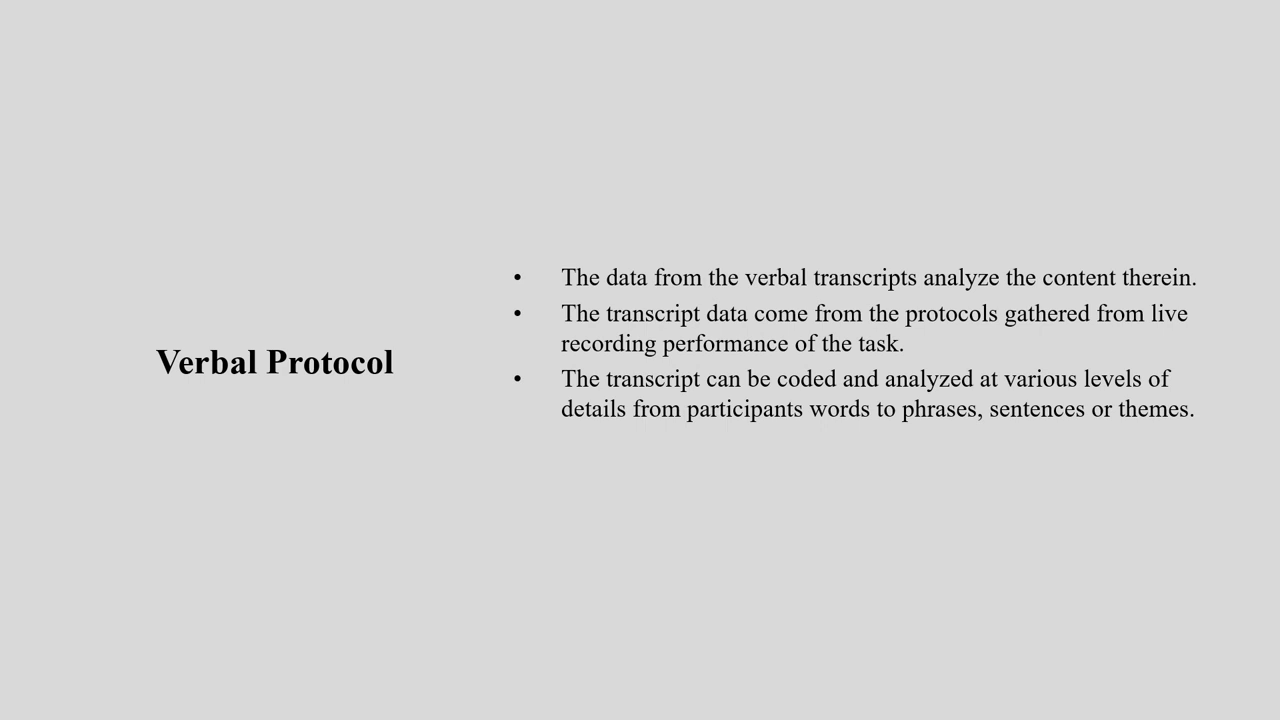 Verbal Protocol
• The data from the verbal transcripts analyze the content therein.
• The transcript data come from the protocols gathered from live
recording performance of the task.
• The transcript can be coded and analyzed at various levels of
details from participants words to phrases, sentences or themes.